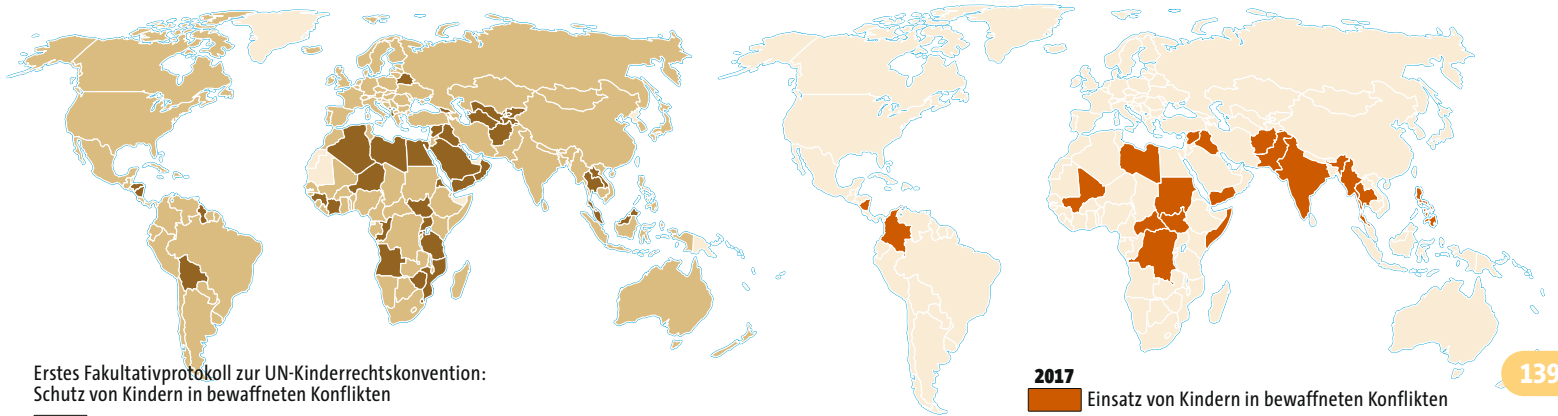 Erstes Fakultativprotokoll zur UN-Kinderrechtskonvention:
Schutz von Kindern in bewaffneten Konflikten
2017
Einsatz von Kindern in bewaffneten Konflikten
139